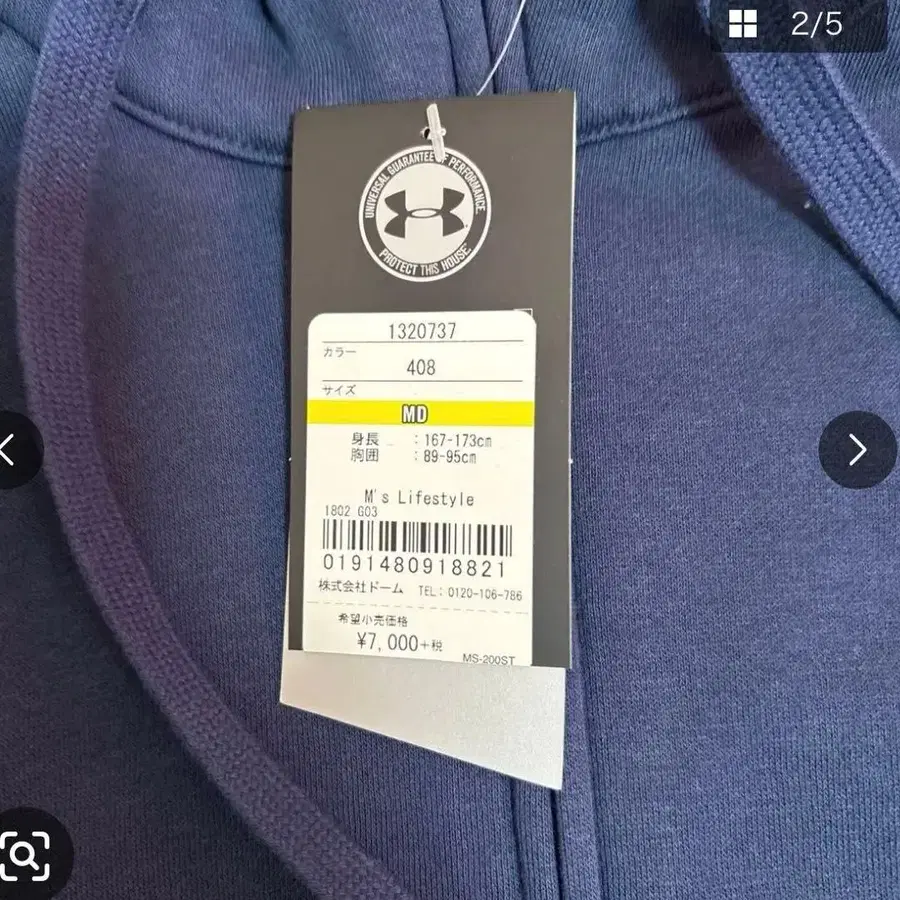 2/5
UNIVERSAL GUARANTEE OF PERFORMANCE.
PROTECT THIS HOUSE.
1320737
カラー
408
サイズ
MD
身長 : 167-173cm
胸囲 : 89-95cm
M's Lifestyle
1802 G03
0191480918821
株式会社ドーム TEL: 0120-106-786
希望小売価格
¥7,000+税
MS-200ST